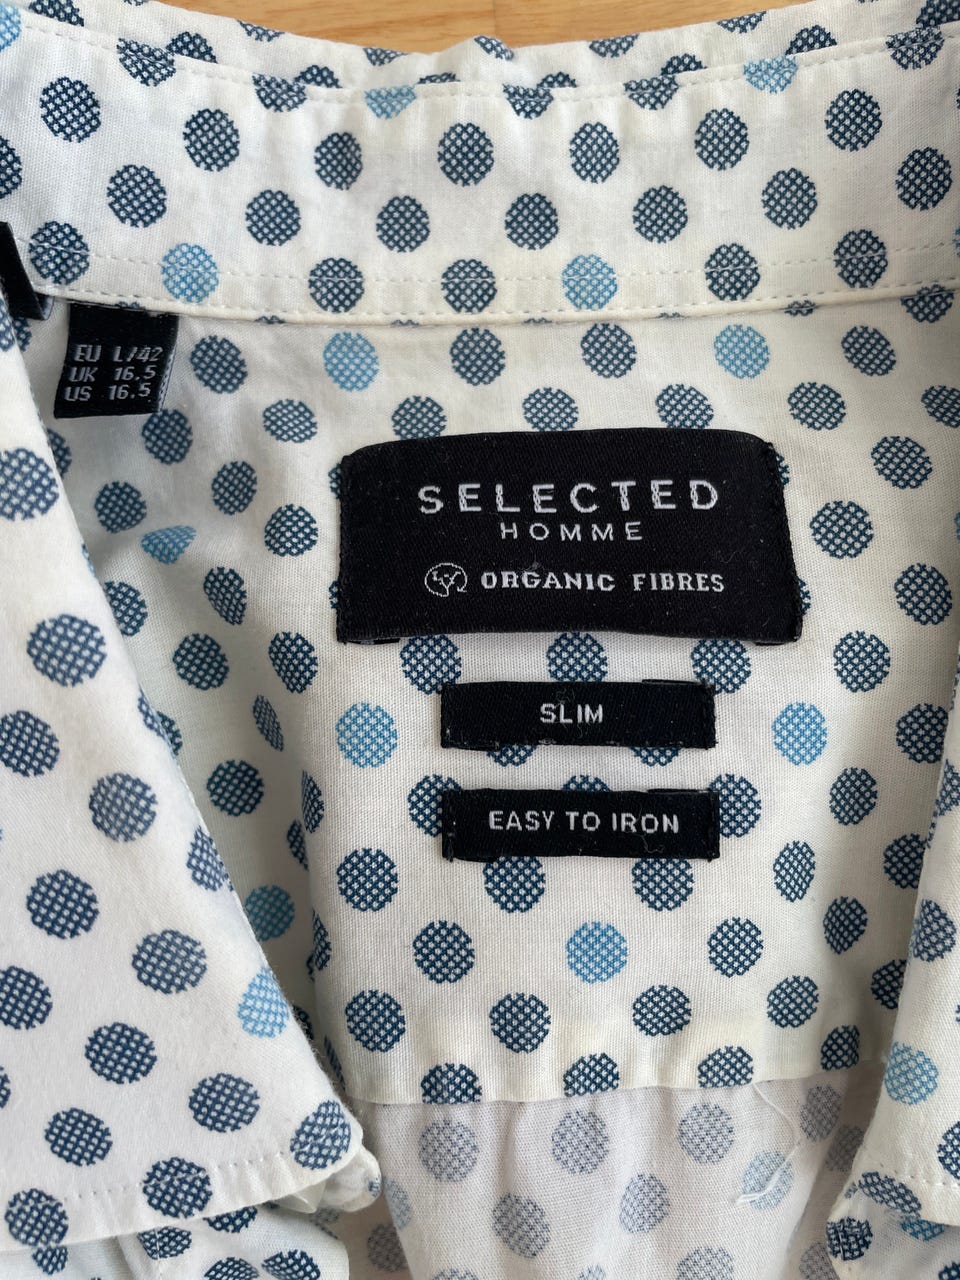 EU L/42
UK 16.5
US 16.5
SELECTED
HOMME
ORGANIC FIBRES
SLIM
EASY TO IRON